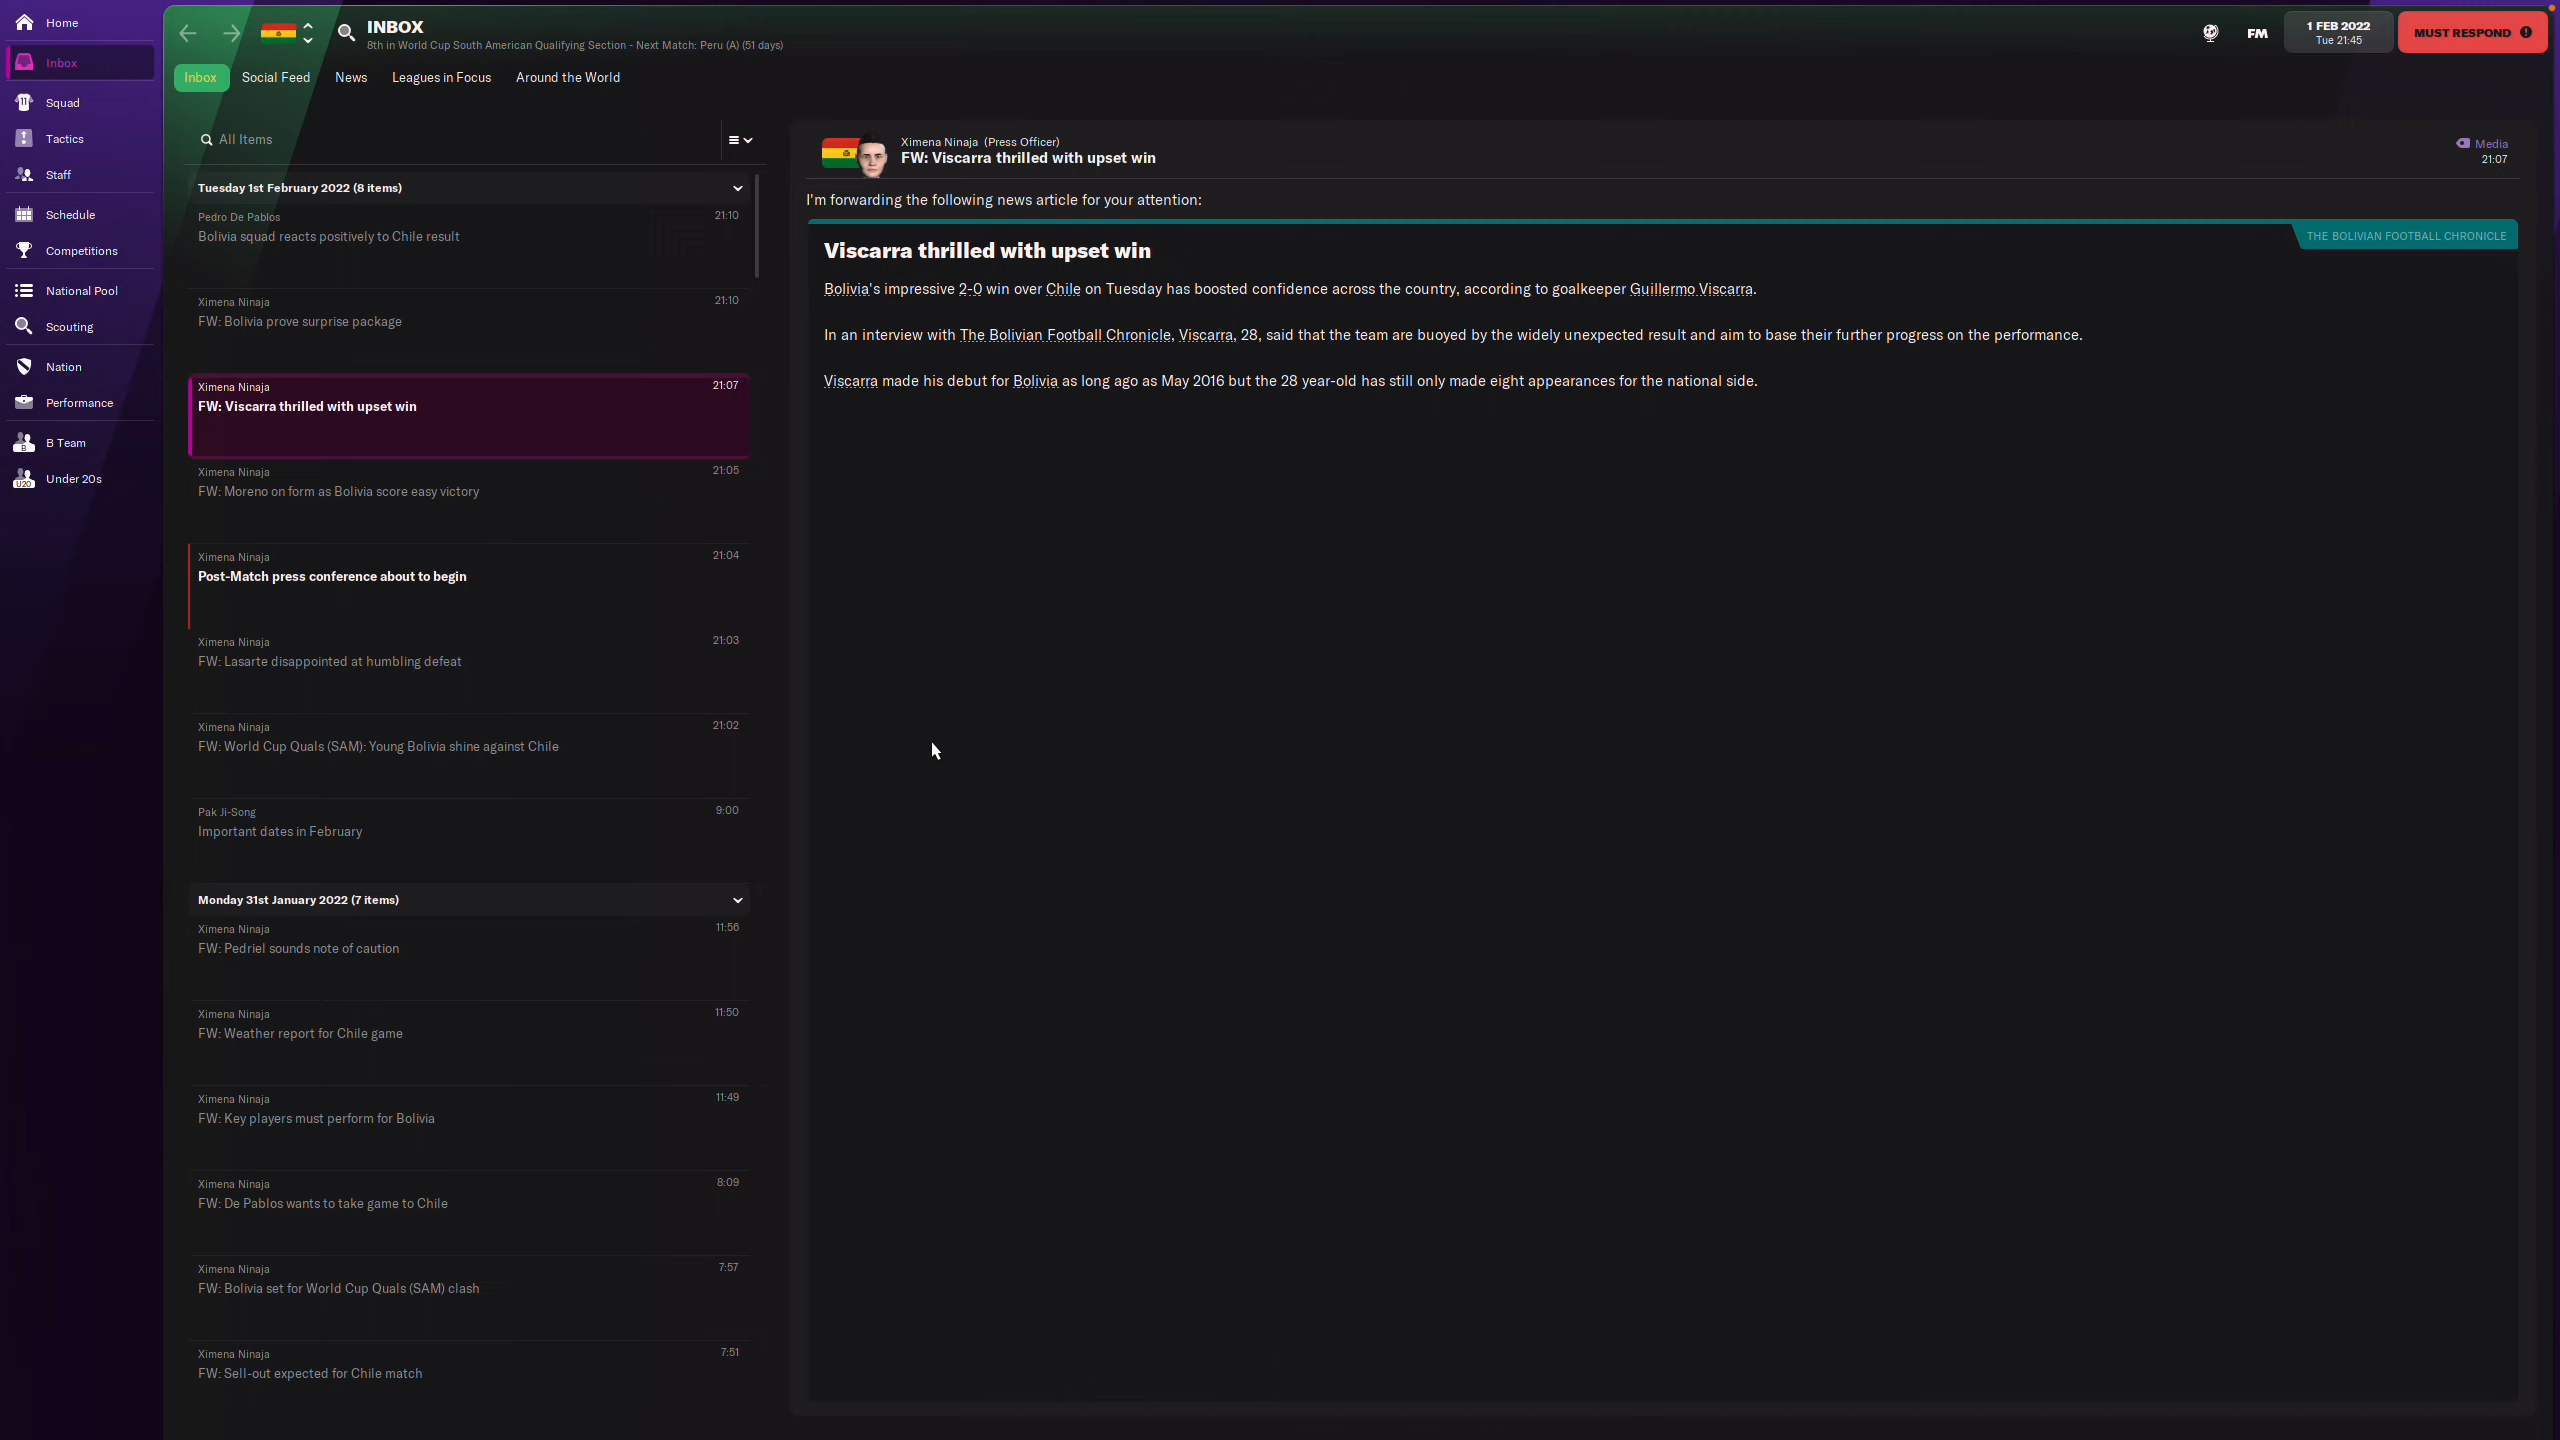 Home
Inbox
Squad
Tactics
Staff
Schedule
Competitions
National Pool
Scouting
Nation
Performance
B Team
Under 20s
INBOX
8th in World Cup South American Qualifying Section - Next Match: Peru (A) (51 days)
FM
1 FEB 2022
Tue 21:45
MUST RESPOND
Inbox
Social Feed
News
Leagues in Focus
Around the World
All Items
Tuesday 1st February 2022 (8 items)
Pedro De Pablos
21:10
Bolivia squad reacts positively to Chile result
Ximena Ninaja
21:10
FW: Bolivia prove surprise package
Ximena Ninaja
21:07
FW: Viscarra thrilled with upset win
Ximena Ninaja
21:05
FW: Moreno on form as Bolivia score easy victory
Ximena Ninaja
21:04
Post-Match press conference about to begin
Ximena Ninaja
21:03
FW: Lasarte disappointed at humbling defeat
Ximena Ninaja
21:02
FW: World Cup Quals (SAM): Young Bolivia shine against Chile
Pak Ji-Song
9:00
Important dates in February
Monday 31st January 2022 (7 items)
Ximena Ninaja
11:56
FW: Pedriel sounds note of caution
Ximena Ninaja
11:50
FW: Weather report for Chile game
Ximena Ninaja
11:49
FW: Key players must perform for Bolivia
Ximena Ninaja
8:09
FW: De Pablos wants to take game to Chile
Ximena Ninaja
7:57
FW: Bolivia set for World Cup Quals (SAM) clash
Ximena Ninaja
7:51
FW: Sell-out expected for Chile match
Ximena Ninaja (Press Officer)
FW: Viscarra thrilled with upset win
Media
21:07
I'm forwarding the following news article for your attention:
THE BOLIVIAN FOOTBALL CHRONICLE
Viscarra thrilled with upset win
Bolivia's impressive 2-0 win over Chile on Tuesday has boosted confidence across the country, according to goalkeeper Guillermo Viscarra.
In an interview with The Bolivian Football Chronicle, Viscarra, 28, said that the team are buoyed by the widely unexpected result and aim to base their further progress on the performance.
Viscarra made his debut for Bolivia as long ago as May 2016 but the 28 year-old has still only made eight appearances for the national side.